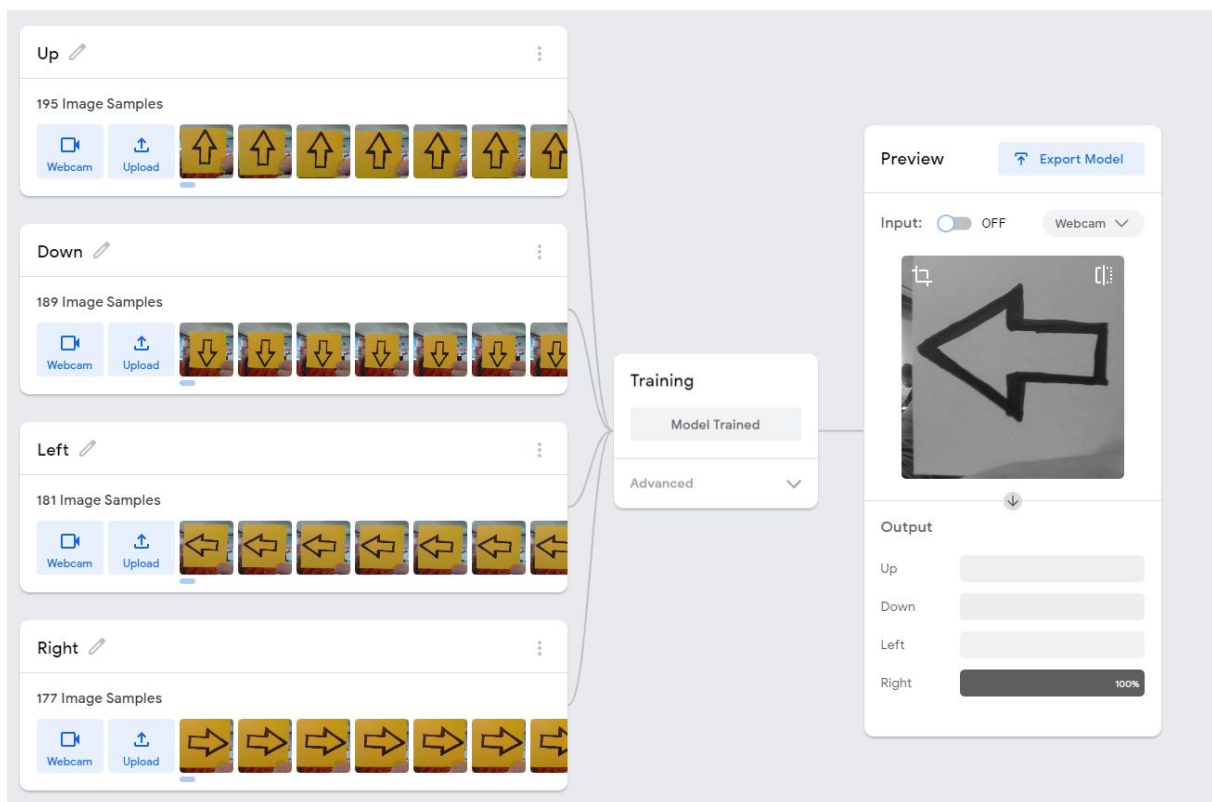 Up
195 Image Samples
Webcam
Upload
Down
189 Image Samples
Webcam
Upload
Left
181 Image Samples
Webcam
Upload
Right
177 Image Samples
Webcam
Upload
Training
Model Trained
Advanced
Preview
Export Model
Input: OFF Webcam
Output
Up
Down
Left
Right 100%